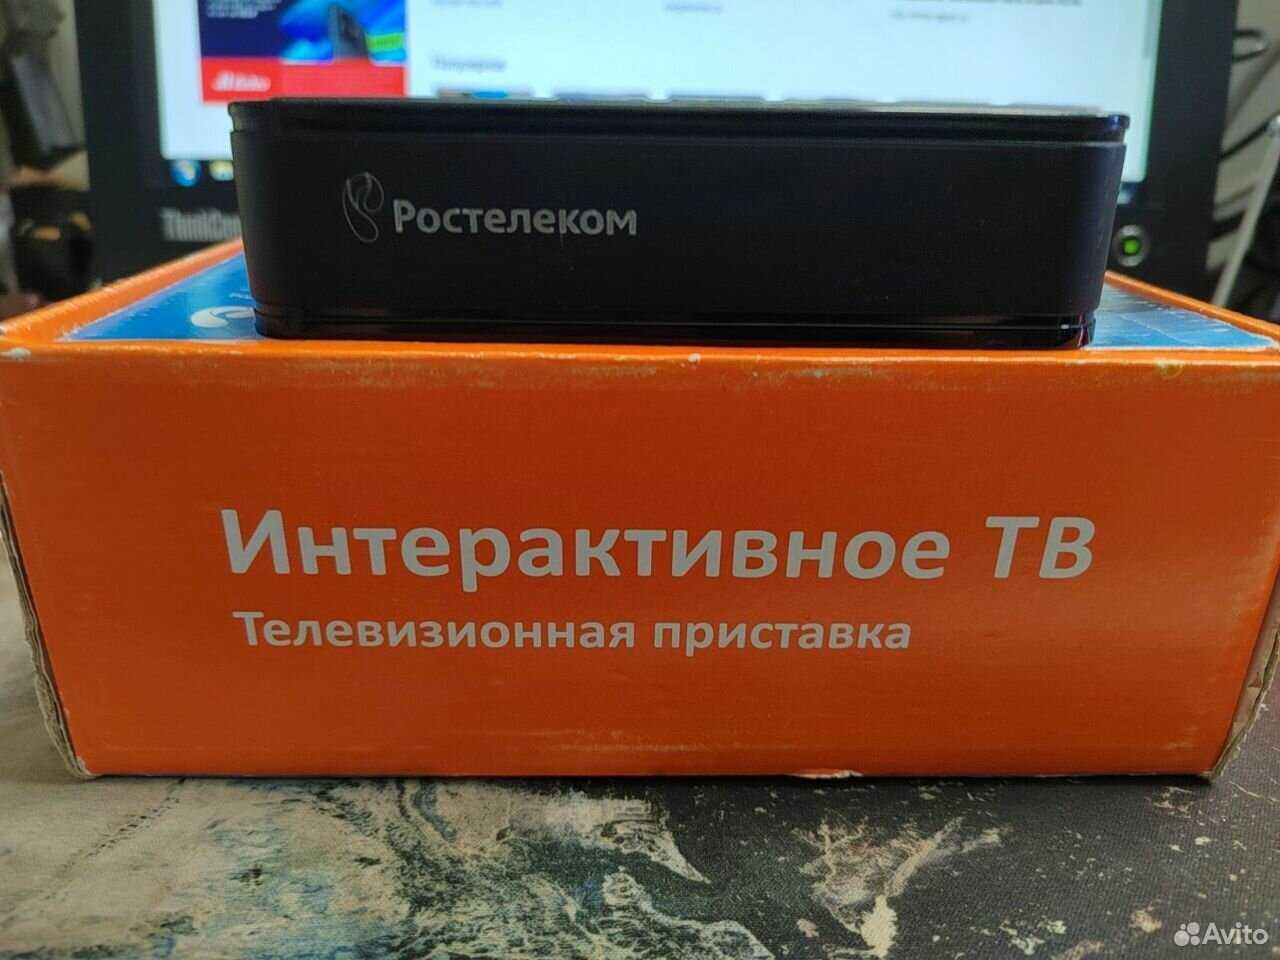 Ростелеком
Интерактивное ТВ
Телевизионная приставка
Avito